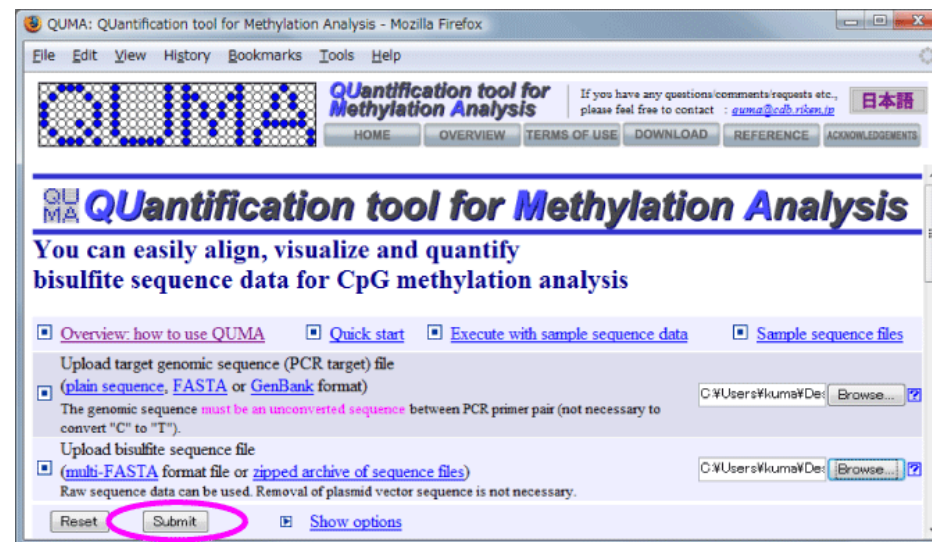 QUMA: QUantification tool for Methylation Analysis - Mozilla Firefox
File Edit View History Bookmarks Tools Help
QUMA
QUantification tool for
Methylation Analysis
If you have any questions/comments/requests etc.,
please feel free to contact : quma@cdb.riken.jp
日本語
HOME OVERVIEW TERMS OF USE DOWNLOAD REFERENCE ACKNOWLEDGEMENTS
QUMA QUantification tool for Methylation Analysis
You can easily align, visualize and quantify
bisulfite sequence data for CpG methylation analysis
Overview: how to use QUMA Quick start Execute with sample sequence data Sample sequence files
Upload target genomic sequence (PCR target) file
(plain sequence, FASTA or GenBank format)
C:¥Users¥kuma¥Des Browse... ?
The genomic sequence must be an unconverted sequence between PCR primer pair (not necessary to
convert "C" to "T").
Upload bisulfite sequence file
(multi-FASTA format file or zipped archive of sequence files)
C:¥Users¥kuma¥Des Browse... ?
Raw sequence data can be used. Removal of plasmid vector sequence is not necessary.
Reset Submit Show options